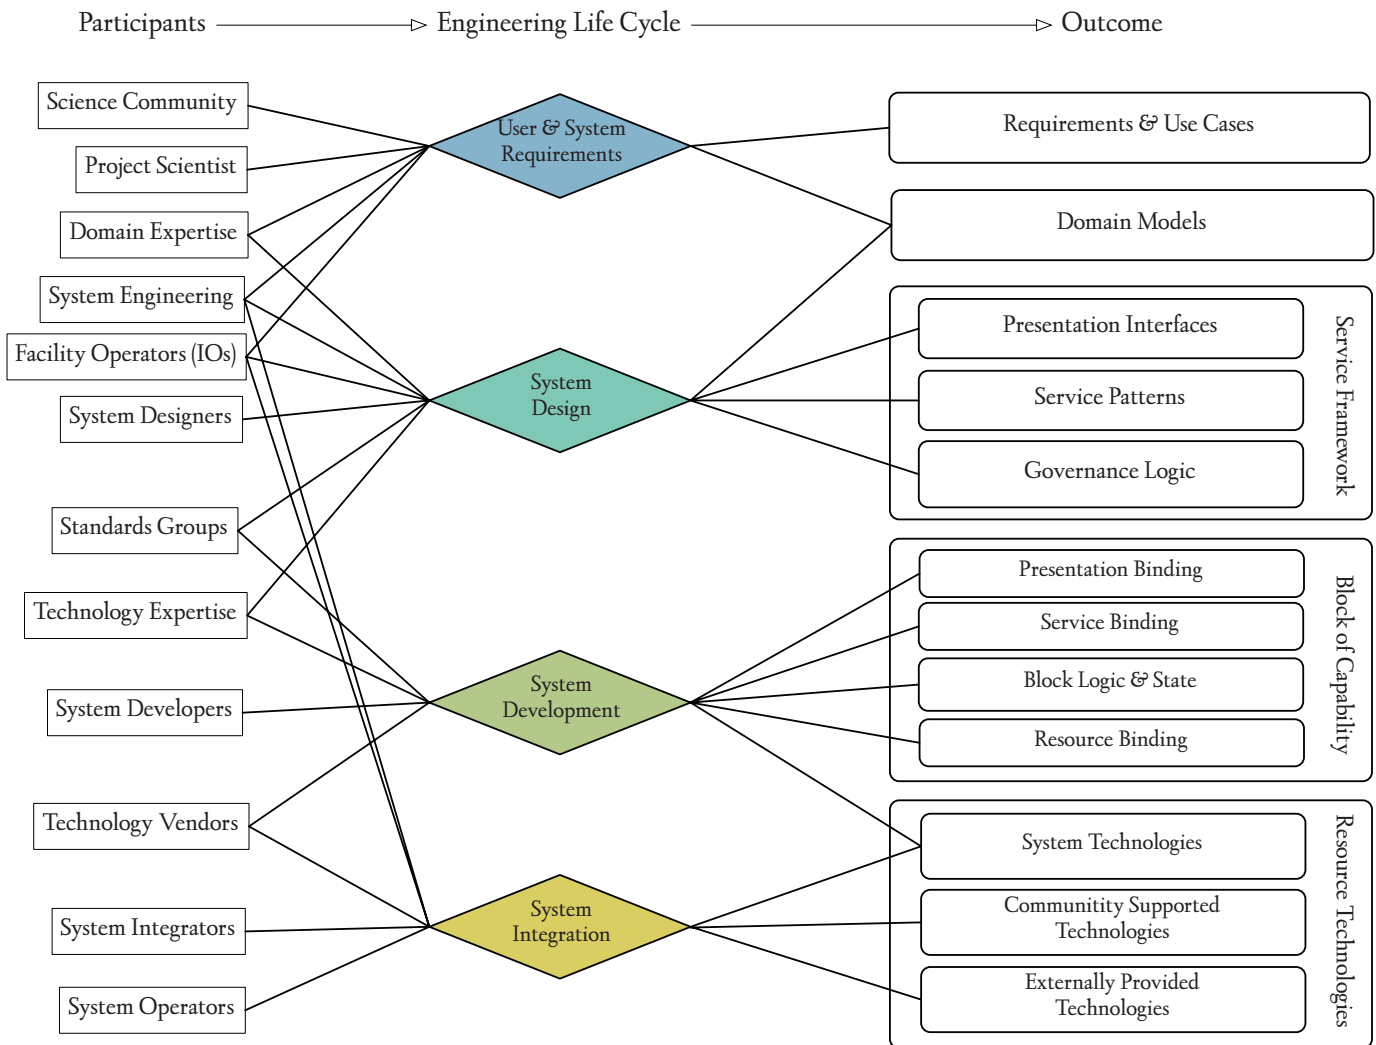 Participants
Engineering Life Cycle
Outcome
Science Community
Project Scientist
Domain Expertise
System Engineering
Facility Operators (IOs)
System Designers
Standards Groups
Technology Expertise
System Developers
Technology Vendors
System Integrators
System Operators
User & System
Requirements
System
Design
System
Development
System
Integration
Requirements & Use Cases
Domain Models
Presentation Interfaces
Service Patterns
Governance Logic
Service Framework
Presentation Binding
Service Binding
Block Logic & State
Resource Binding
Block of Capability
System Technologies
Communitity Supported
Technologies
Externally Provided
Technologies
Resource Technologies